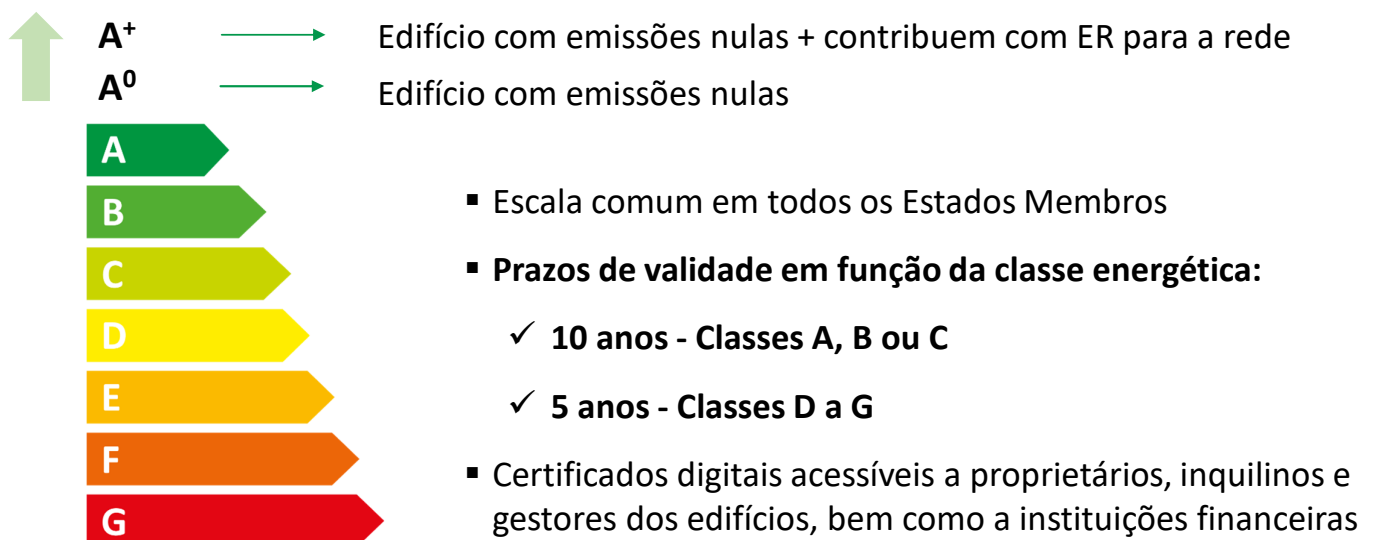 A⁺ Edifício com emissões nulas + contribuem com ER para a rede
A⁰ Edifício com emissões nulas
A
B
C
D
E
F
G
▪ Escala comum em todos os Estados Membros
▪ Prazos de validade em função da classe energética:
✓ 10 anos - Classes A, B ou C
✓ 5 anos - Classes D a G
▪ Certificados digitais acessíveis a proprietários, inquilinos e
gestores dos edifícios, bem como a instituições financeiras